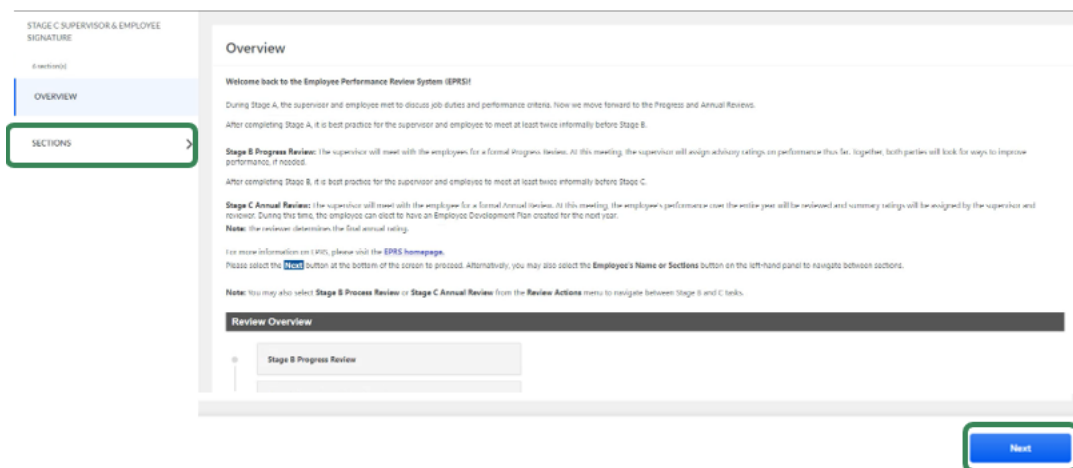 STAGE C SUPERVISOR & EMPLOYEE
SIGNATURE
6 section(s)
OVERVIEW
SECTIONS
Overview
Welcome back to the Employee Performance Review System (EPRS)!
During Stage A, the supervisor and employee met to discuss job duties and performance criteria. Now we move forward to the Progress and Annual Reviews.
After completing Stage A, it is best practice for the supervisor and employee to meet at least twice informally before Stage B.
Stage B Progress Review: The supervisor will meet with the employees for a formal Progress Review. At this meeting, the supervisor will assign advisory ratings on performance thus far. Together, both parties will look for ways to improve
performance, if needed.
After completing Stage B, it is best practice for the supervisor and employee to meet at least twice informally before Stage C.
Stage C Annual Review: The supervisor will meet with the employee for a formal Annual Review. At this meeting, the employee's performance over the entire year will be reviewed and summary ratings will be assigned by the supervisor and
reviewer. During this time, the employee can elect to have an Employee Development Plan created for the next year.
Note: The reviewer determines the final annual rating.
For more information on EPRS, please visit the EPRS homepage.
Please select the Next button at the bottom of the screen to proceed. Alternatively, you may also select the Employee's Name or Sections button on the left-hand panel to navigate between sections.
Note: You may also select Stage B Process Review or Stage C Annual Review from the Review Actions menu to navigate between Stage B and C tasks.
Review Overview
Stage B Progress Review
Next